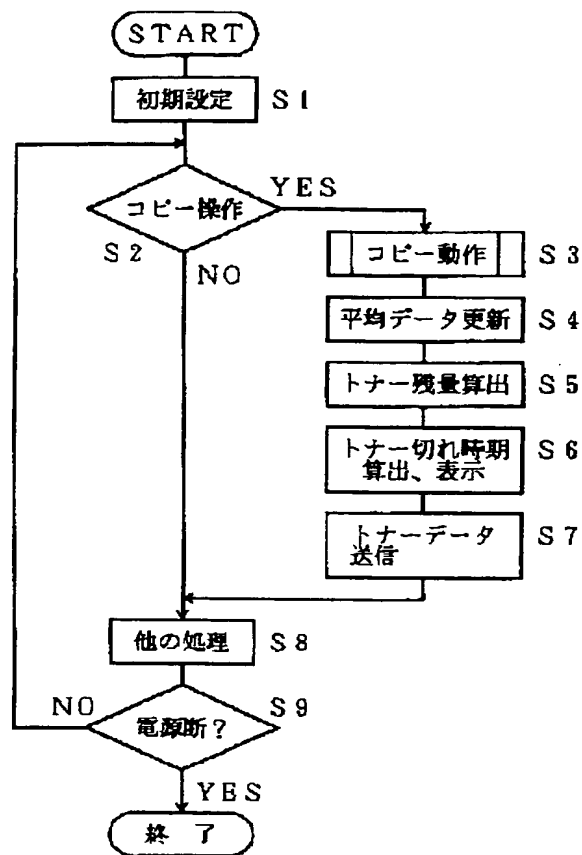 START
初期設定 S1
コピー操作 YES
S2
NO
コピー動作 S3
平均データ更新 S4
トナー残量算出 S5
トナー切れ時期 S6
算出、表示
トナーデータ S7
送信
他の処理 S8
NO 電源断? S9
YES
終了